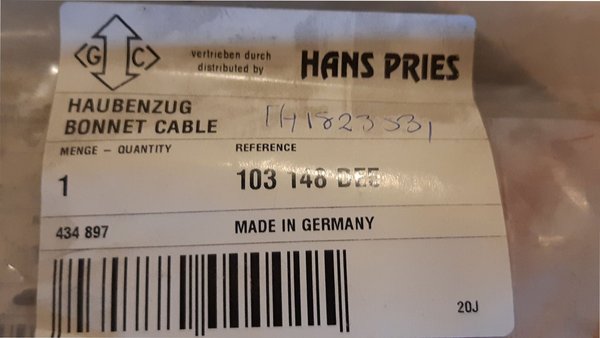 G C
vertrieben durch
distributed by
HANS PRIES
HAUBENZUG
BONNET CABLE
MENGE – QUANTITY
REFERENCE
1
103 148
434 897
MADE IN GERMANY
20J